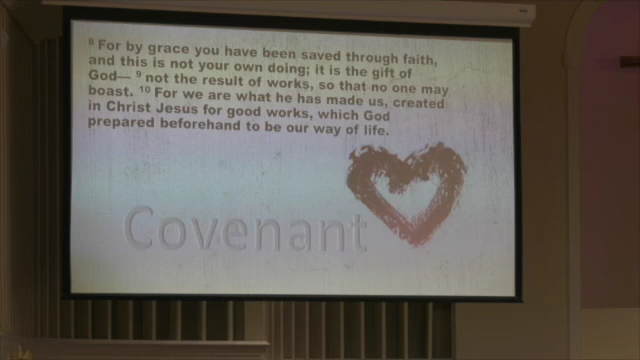 8 For by grace you have been saved through faith,
and this is not your own doing; it is the gift of
God— 9 not the result of works, so that no one may
boast. 10 For we are what he has made us, created
in Christ Jesus for good works, which God
prepared beforehand to be our way of life.
Covenant